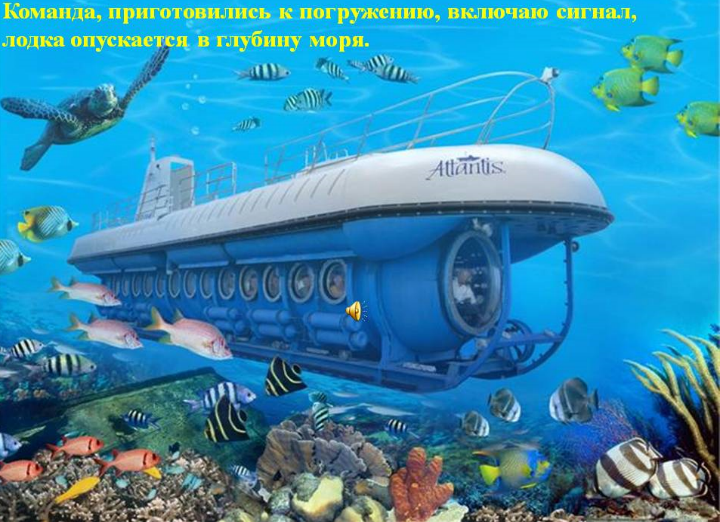 Команда, приготовились к погружению, включаю сигнал,
лодка опускается в глубину моря.
Atlantis